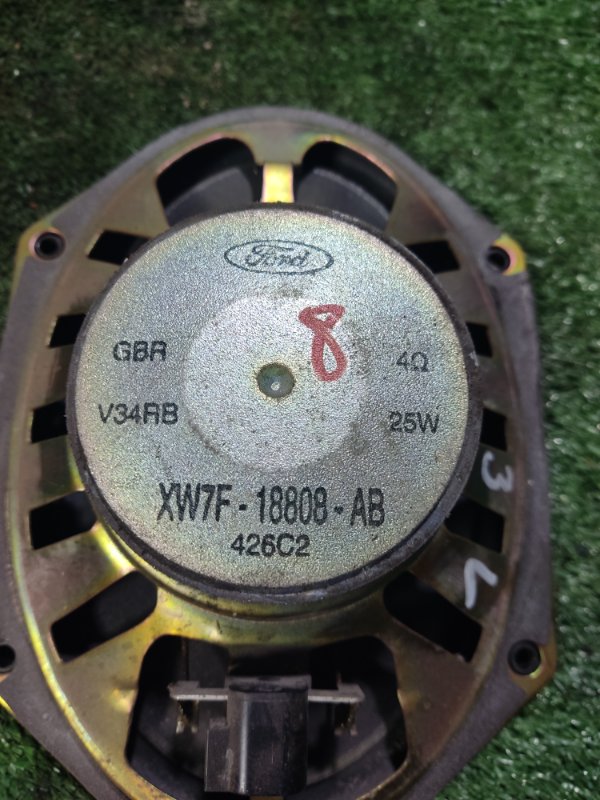 Ford
8
GBR 4Ω
V34RB 25W
XW7F-18808-AB
426C2
3
L